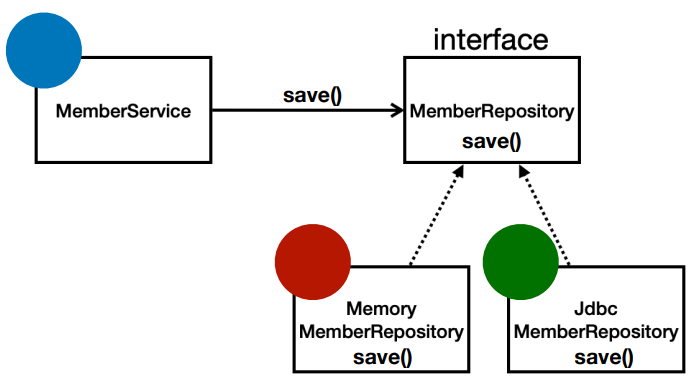 interface
MemberService
save()
MemberRepository
save()
Memory
MemberRepository
save()
Jdbc
MemberRepository
save()